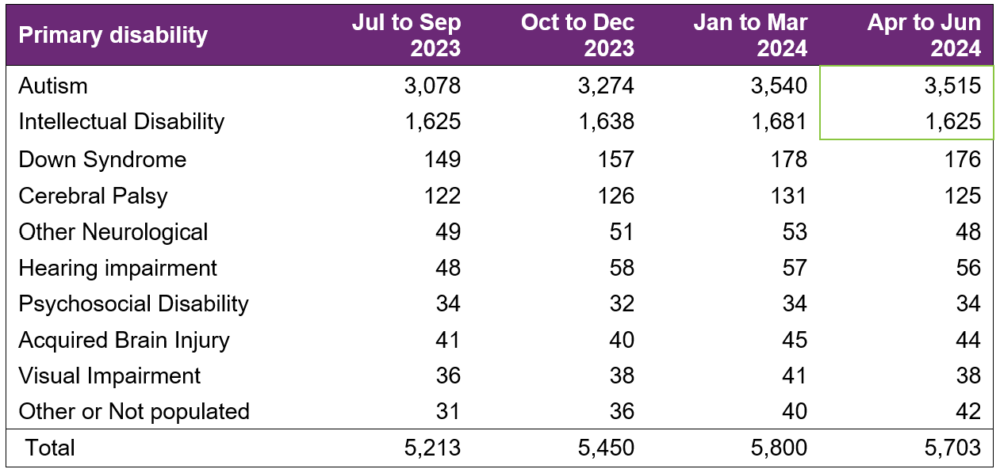 Primary disability Jul to Sep 2023 Oct to Dec 2023 Jan to Mar 2024 Apr to Jun 2024
Autism 3,078 3,274 3,540 3,515
Intellectual Disability 1,625 1,638 1,681 1,625
Down Syndrome 149 157 178 176
Cerebral Palsy 122 126 131 125
Other Neurological 49 51 53 48
Hearing impairment 48 58 57 56
Psychosocial Disability 34 32 34 34
Acquired Brain Injury 41 40 45 44
Visual Impairment 36 38 41 38
Other or Not populated 31 36 40 42
Total 5,213 5,450 5,800 5,703